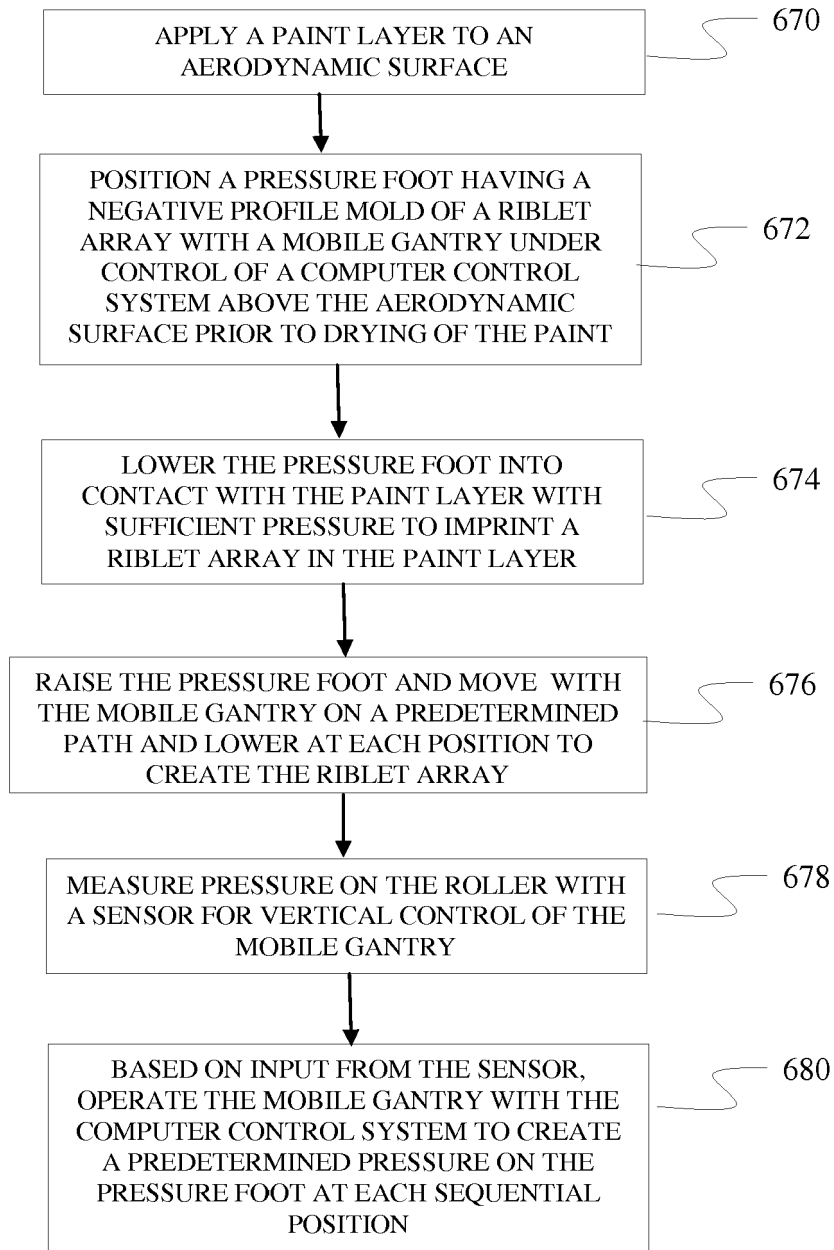 APPLY A PAINT LAYER TO AN
AERODYNAMIC SURFACE
670
POSITION A PRESSURE FOOT HAVING A
NEGATIVE PROFILE MOLD OF A RIBLET
ARRAY WITH A MOBILE GANTRY UNDER
CONTROL OF A COMPUTER CONTROL
SYSTEM ABOVE THE AERODYNAMIC
SURFACE PRIOR TO DRYING OF THE PAINT
672
LOWER THE PRESSURE FOOT INTO
CONTACT WITH THE PAINT LAYER WITH
SUFFICIENT PRESSURE TO IMPRINT A
RIBLET ARRAY IN THE PAINT LAYER
674
RAISE THE PRESSURE FOOT AND MOVE WITH
THE MOBILE GANTRY ON A PREDETERMINED
PATH AND LOWER AT EACH POSITION TO
CREATE THE RIBLET ARRAY
676
MEASURE PRESSURE ON THE ROLLER WITH
A SENSOR FOR VERTICAL CONTROL OF THE
MOBILE GANTRY
678
BASED ON INPUT FROM THE SENSOR,
OPERATE THE MOBILE GANTRY WITH THE
COMPUTER CONTROL SYSTEM TO CREATE
A PREDETERMINED PRESSURE ON THE
PRESSURE FOOT AT EACH SEQUENTIAL
POSITION
680